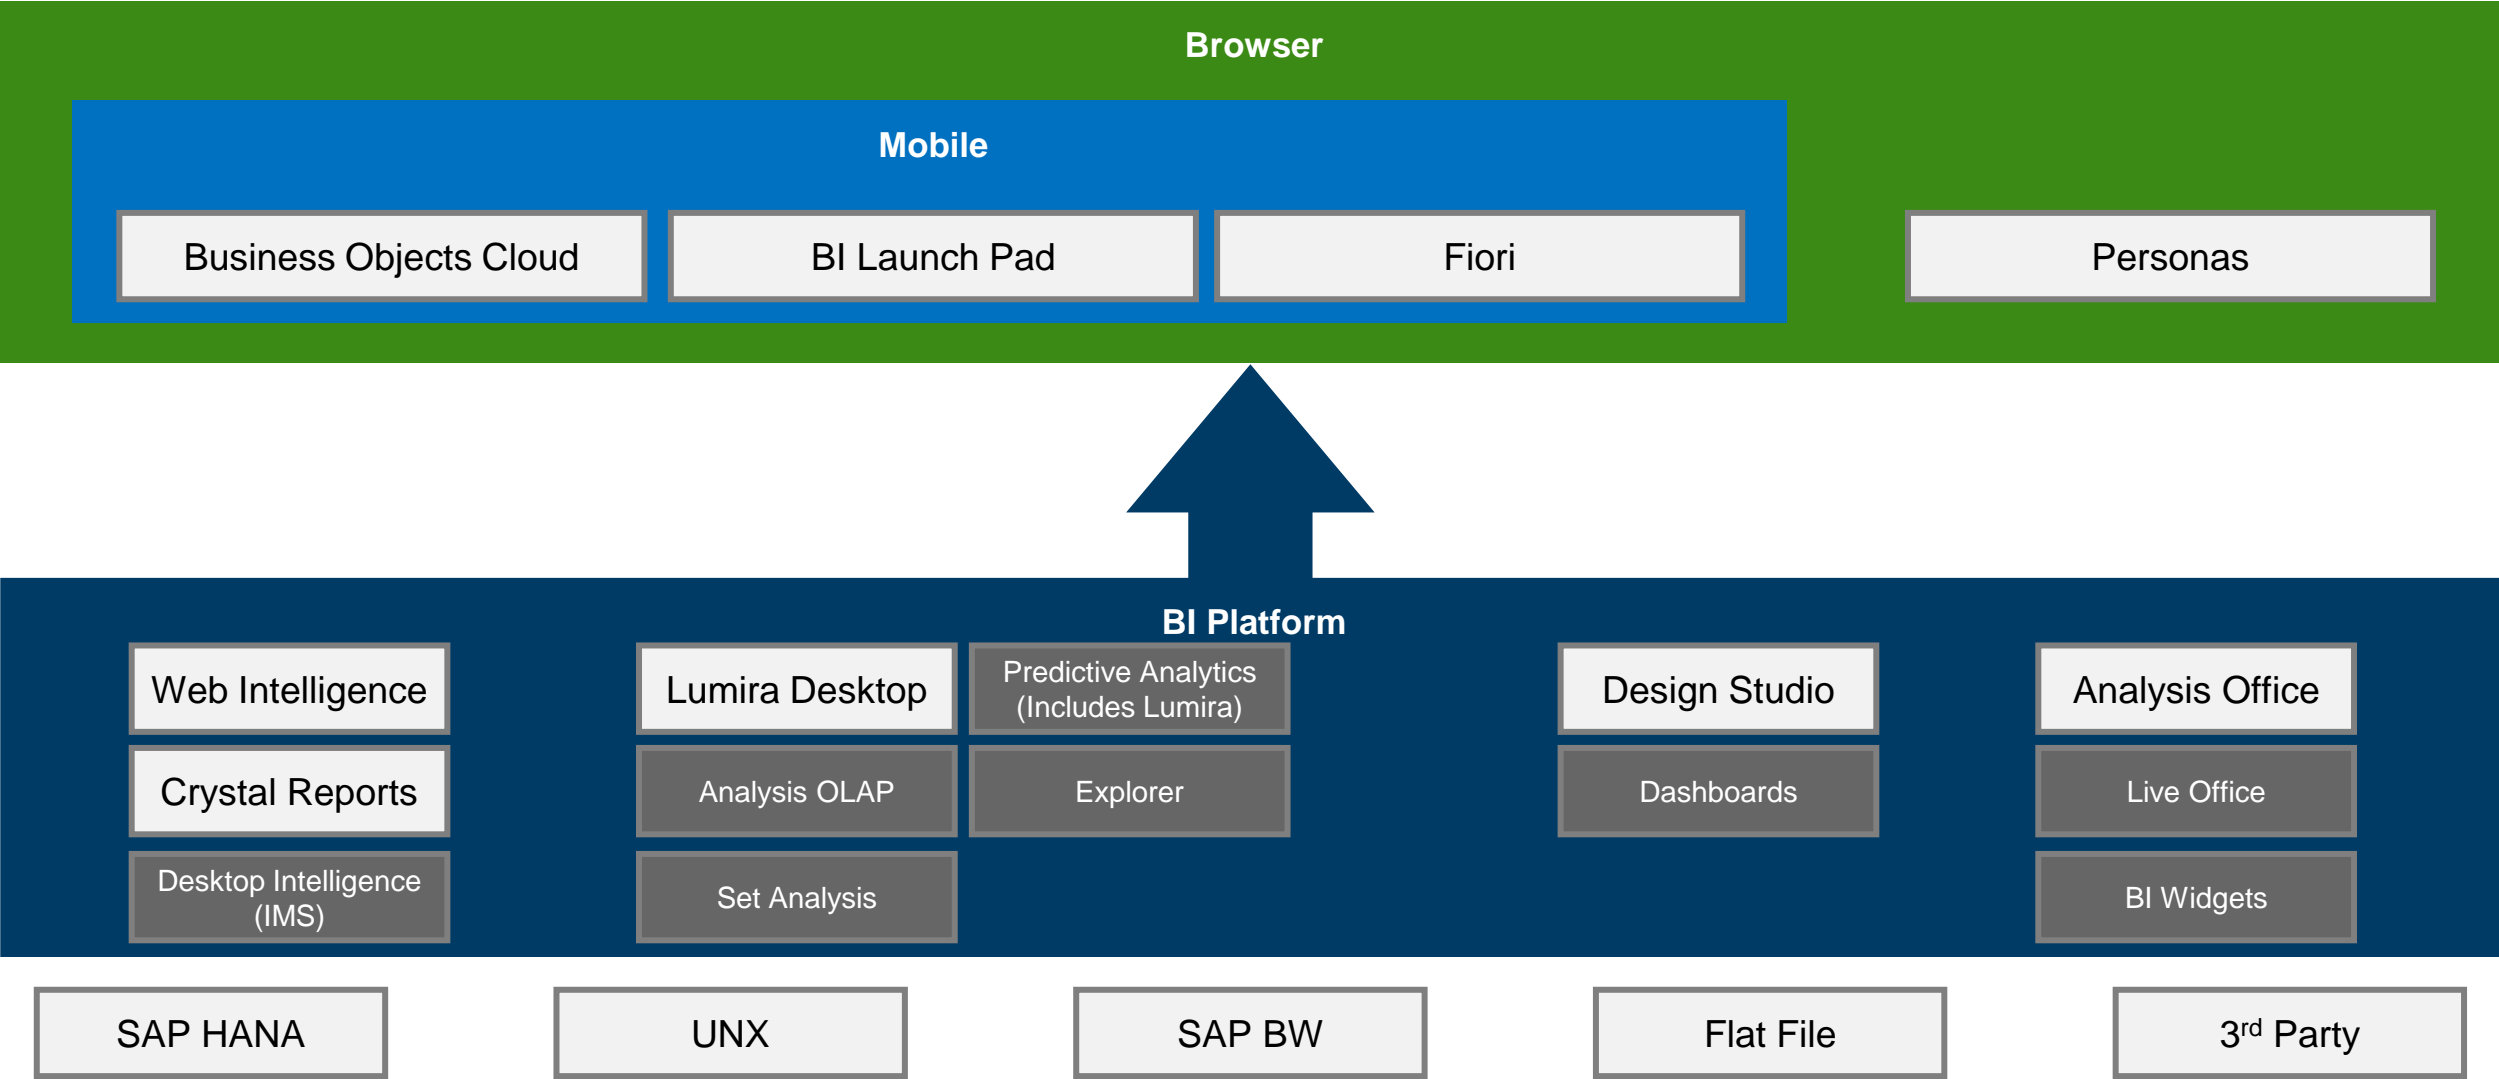 Browser
Mobile
Business Objects Cloud
BI Launch Pad
Fiori
Personas
BI Platform
Web Intelligence
Lumira Desktop
Predictive Analytics
(Includes Lumira)
Design Studio
Analysis Office
Crystal Reports
Analysis OLAP
Explorer
Dashboards
Live Office
Desktop Intelligence
(IMS)
Set Analysis
BI Widgets
SAP HANA
UNX
SAP BW
Flat File
3rd Party